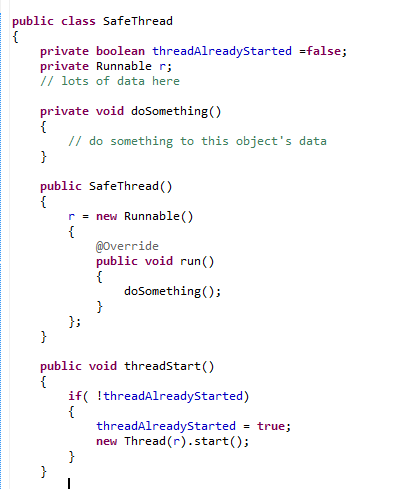 public class SafeThread
{
    private boolean threadAlreadyStarted =false;
    private Runnable r;
    // lots of data here

    private void doSomething()
    {
        // do something to this object's data
    }

    public SafeThread()
    {
        r = new Runnable()
        {
            @Override
            public void run()
            {
                doSomething();
            }
        };
    }

    public void threadStart()
    {
        if( !threadAlreadyStarted)
        {
            threadAlreadyStarted = true;
            new Thread(r).start();
        }
    }